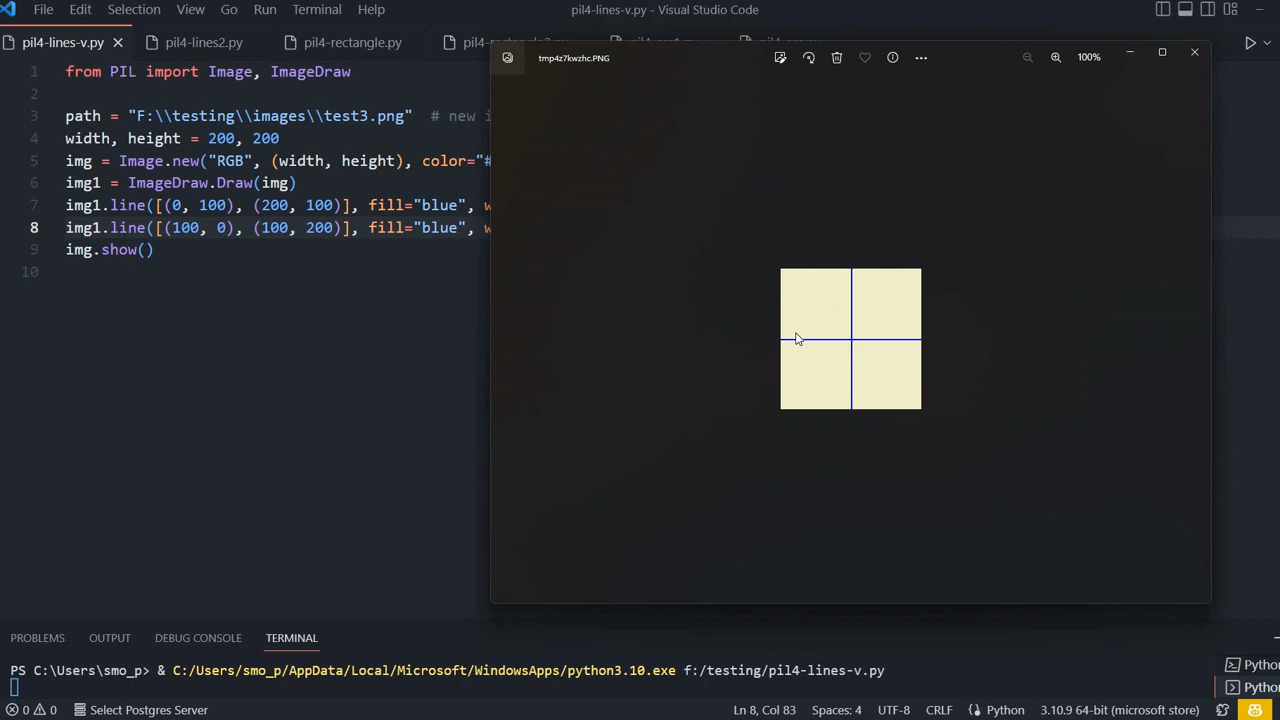 File Edit Selection View Go Run Terminal Help pil4-lines-v.py - Visual Studio Code
pil4-lines-v.py pil4-lines2.py pil4-rectangle.py
tmp4z7kwzhc.PNG 100%
1 from PIL import Image, ImageDraw
2
3 path = "F:\\testing\\images\\test3.png" # new i
4 width, height = 200, 200
5 img = Image.new("RGB", (width, height), color="#
6 img1 = ImageDraw.Draw(img)
7 img1.line([(0, 100), (200, 100)], fill="blue", w
8 img1.line([(100, 0), (100, 200)], fill="blue", w
9 img.show()
10
PROBLEMS OUTPUT DEBUG CONSOLE TERMINAL
PS C:\Users\smo_p> & C:/Users/smo_p/AppData/Local/Microsoft/WindowsApps/python3.10.exe f:/testing/pil4-lines-v.py
Pytho
Pytho
0 0 Select Postgres Server Ln 8, Col 83 Spaces: 4 UTF-8 CRLF Python 3.10.9 64-bit (microsoft store)